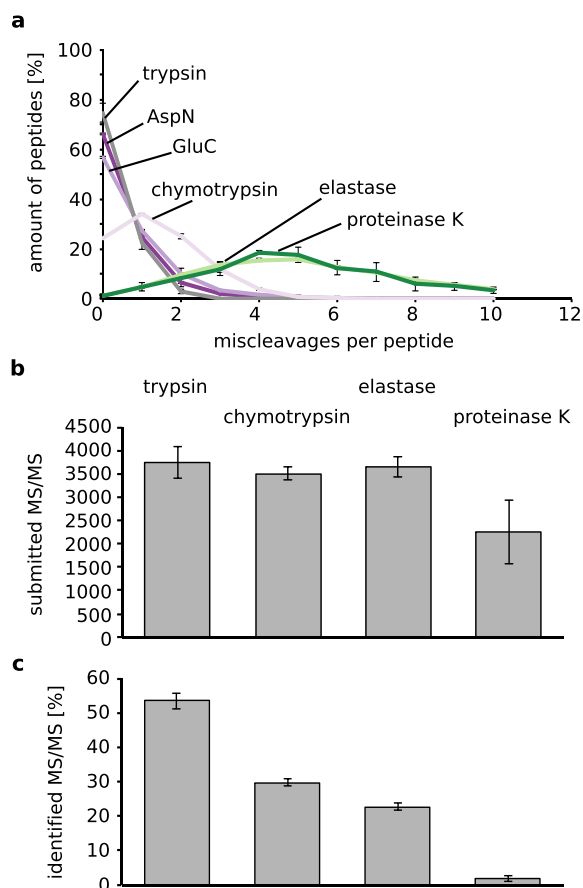 a
100
80
60
40
20
0
amount of peptides [%]
trypsin
AspN
GluC
chymotrypsin
elastase
proteinase K
0 2 4 6 8 10 12
miscleavages per peptide
b
trypsin elastase
chymotrypsin proteinase K
4500
4000
3500
3000
2500
2000
1500
1000
500
0
submitted MS/MS
c
60
50
40
30
20
10
0
identified MS/MS [%]